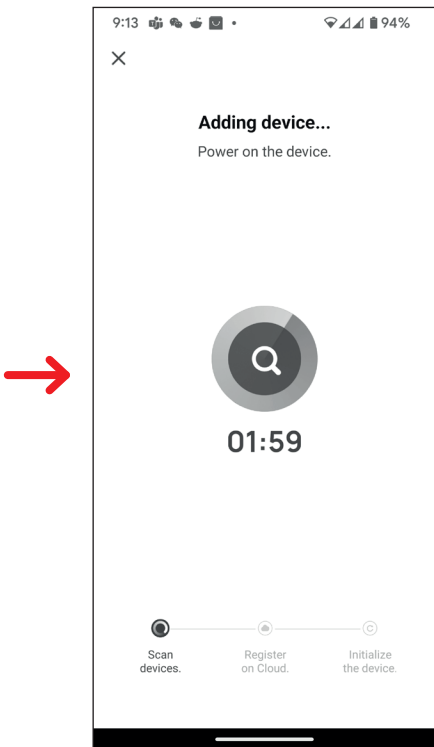 9:13
94%
Adding device...
Power on the device.
01:59
Scan
devices.
Register
on Cloud.
Initialize
the device.